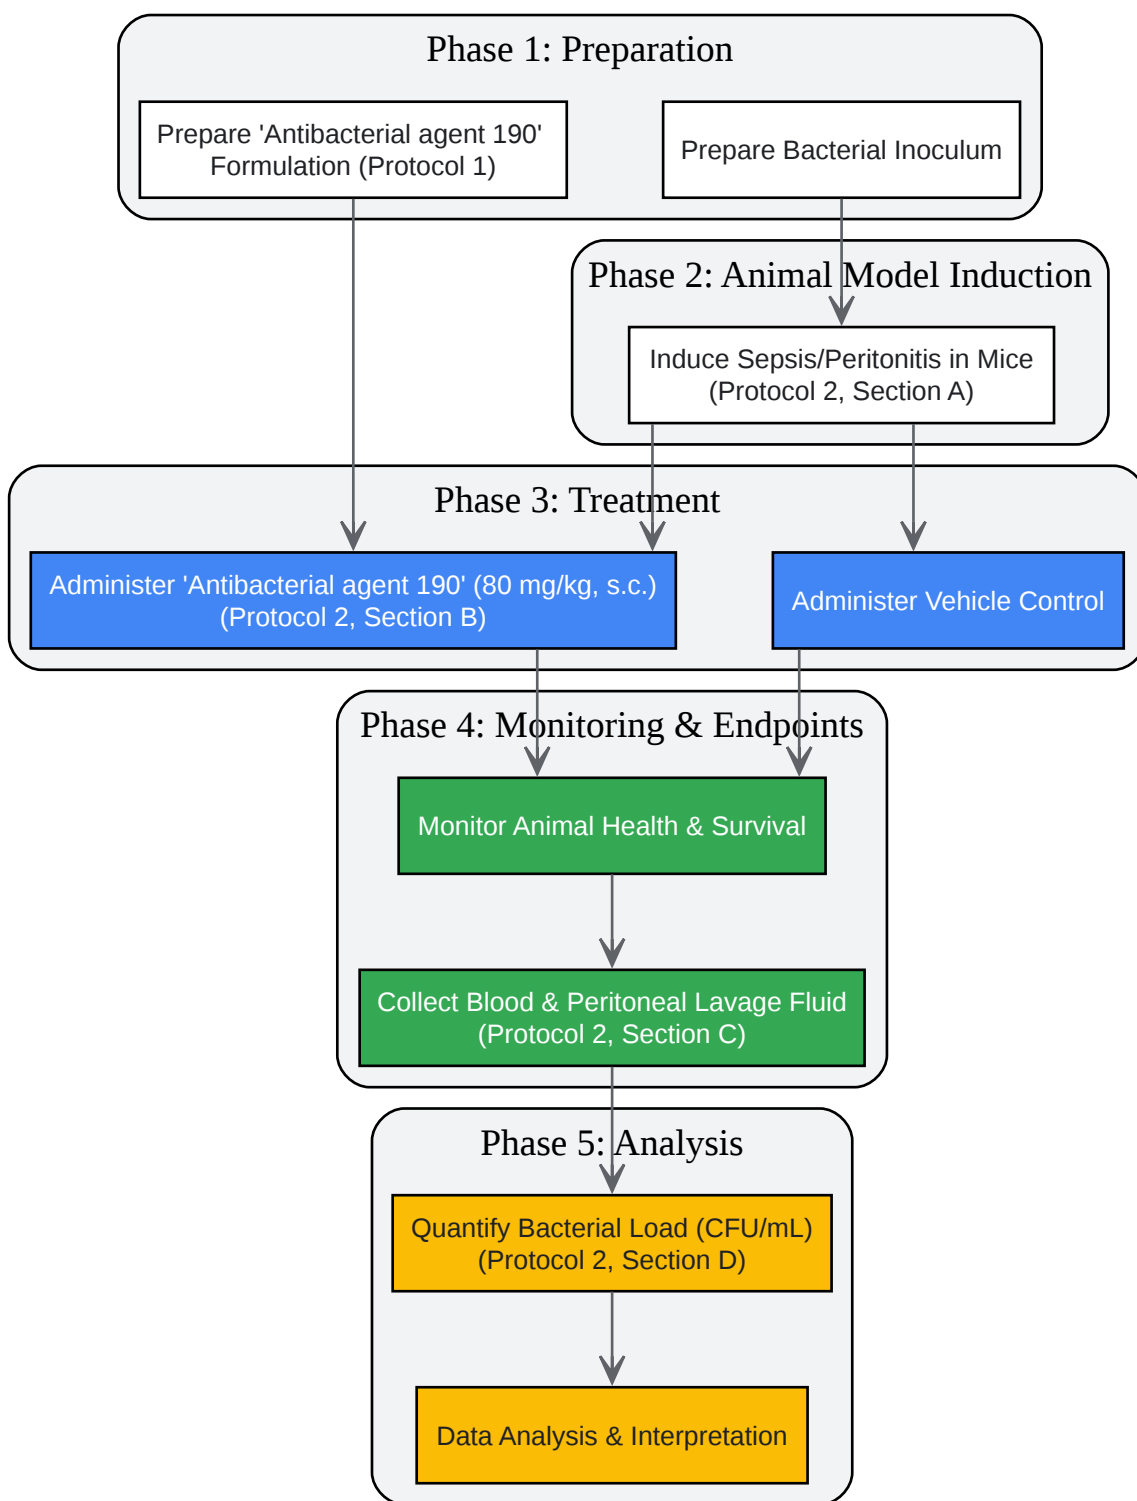 Phase 1: Preparation
Prepare 'Antibacterial agent 190'
Formulation (Protocol 1)
Prepare Bacterial Inoculum
Phase 2: Animal Model Induction
Induce Sepsis/Peritonitis in Mice
(Protocol 2, Section A)
Phase 3: Treatment
Administer 'Antibacterial agent 190' (80 mg/kg, s.c.)
(Protocol 2, Section B)
Administer Vehicle Control
Phase 4: Monitoring & Endpoints
Monitor Animal Health & Survival
Collect Blood & Peritoneal Lavage Fluid
(Protocol 2, Section C)
Phase 5: Analysis
Quantify Bacterial Load (CFU/mL)
(Protocol 2, Section D)
Data Analysis & Interpretation